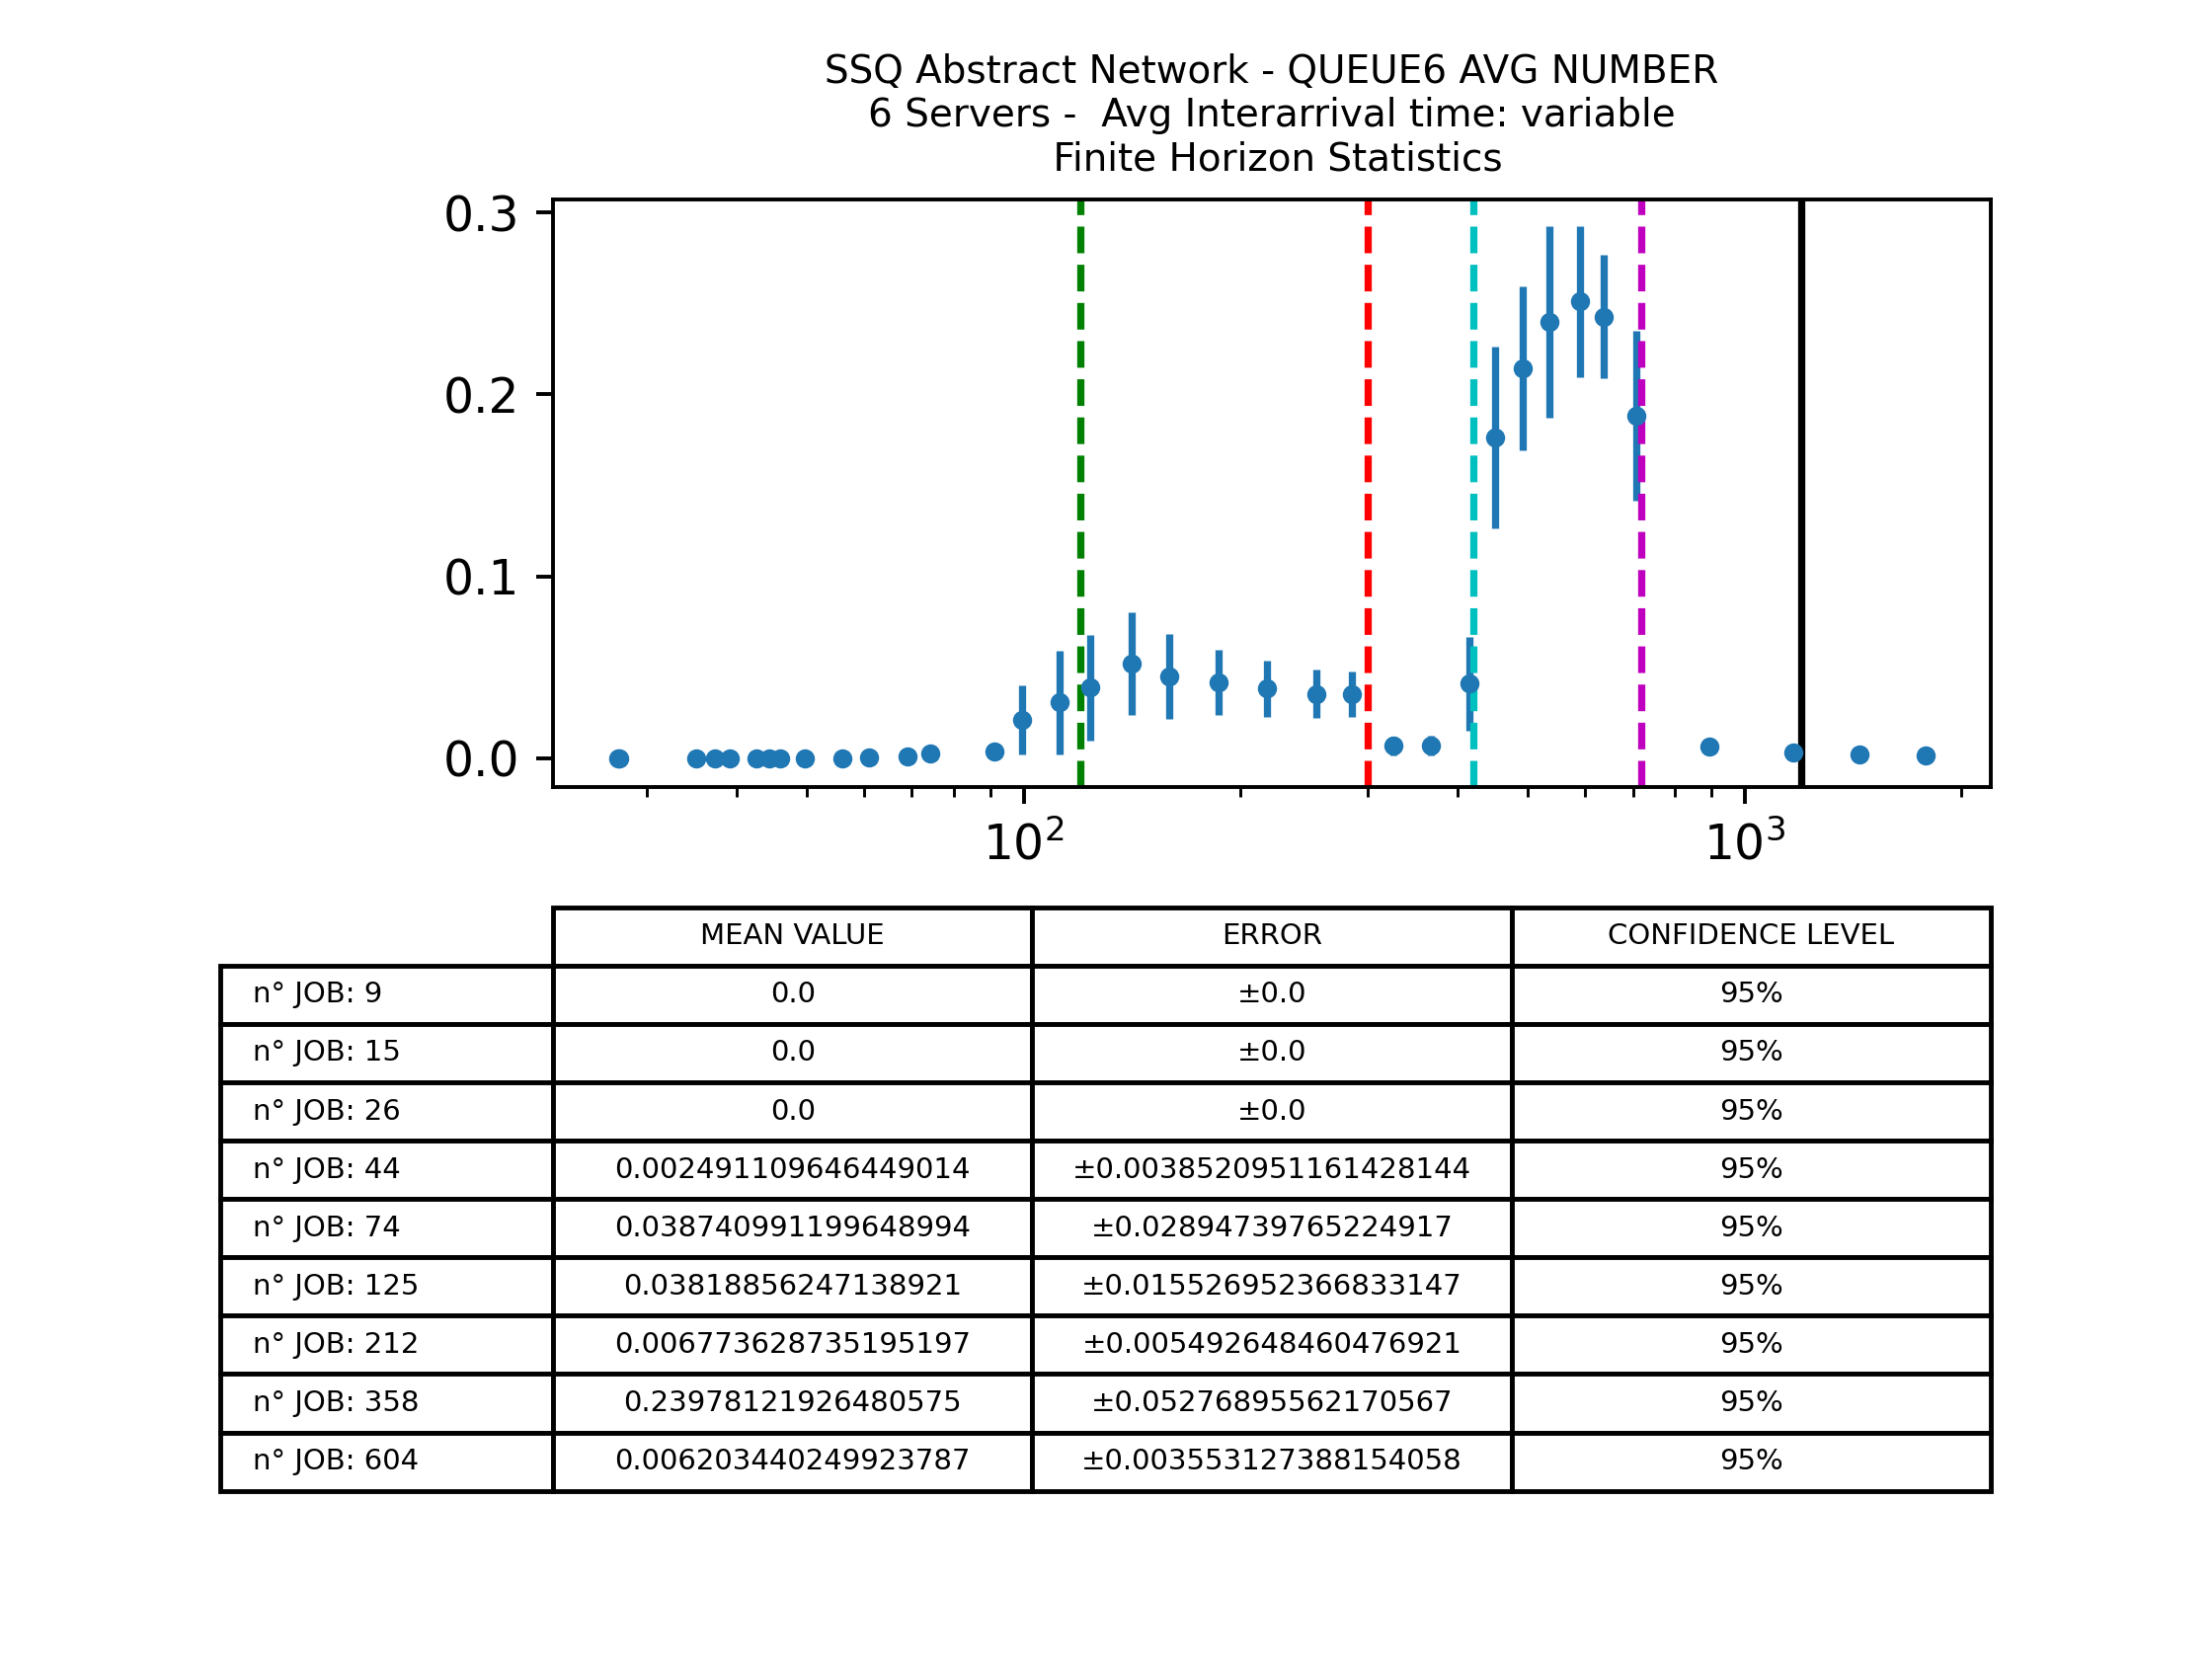 SSQ Abstract Network - QUEUE6 AVG NUMBER
6 Servers -  Avg Interarrival time: variable
Finite Horizon Statistics
0.3
0.2
0.1
0.0
10² 10³
MEAN VALUE ERROR CONFIDENCE LEVEL
n° JOB: 9 0.0 ±0.0 95%
n° JOB: 15 0.0 ±0.0 95%
n° JOB: 26 0.0 ±0.0 95%
n° JOB: 44 0.002491109646449014 ±0.0038520951161428144 95%
n° JOB: 74 0.038740991199648994 ±0.02894739765224917 95%
n° JOB: 125 0.03818856247138921 ±0.015526952366833147 95%
n° JOB: 212 0.006773628735195197 ±0.005492648460476921 95%
n° JOB: 358 0.23978121926480575 ±0.05276895562170567 95%
n° JOB: 604 0.006203440249923787 ±0.003553127388154058 95%